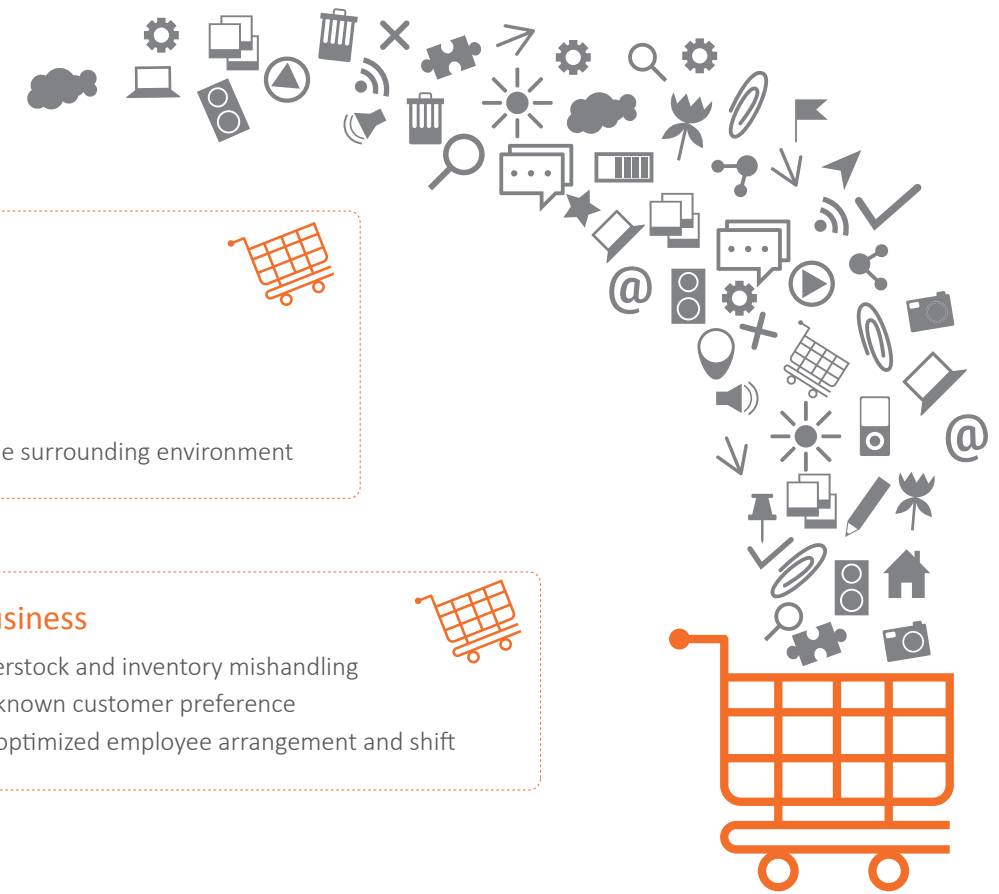 e surrounding environment
usiness
erstock and inventory mishandling
known customer preference
optimized employee arrangement and shift
@
@